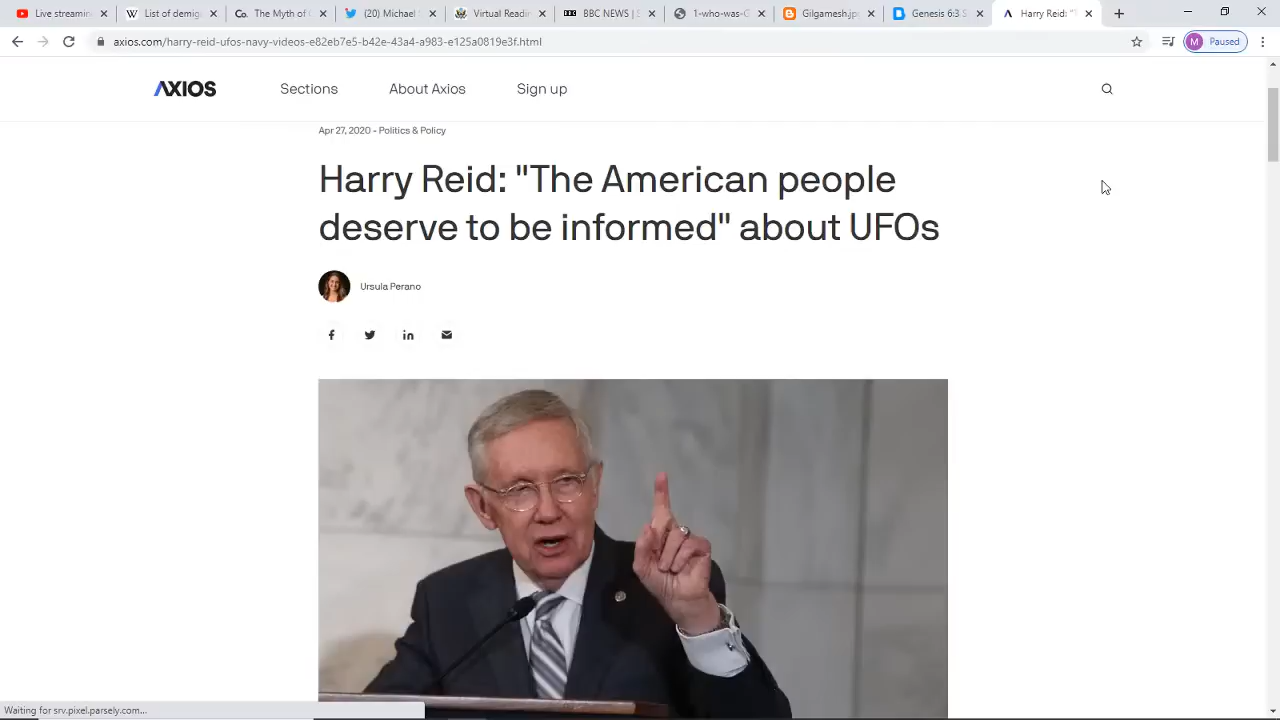 Live streami
List of demig
Co. The Myth of
(20) Michael
Virtual Readin
BBC NEWS | S
1-who-was-G
Gilgamesh.jp
Genesis 6:3 S
Harry Reid: "T
axios.com/harry-reid-ufos-navy-videos-e82eb7e5-b42e-43a4-a983-e125a0819e3f.html
M Paused
AXIOS
Sections
About Axios
Sign up
Apr 27, 2020 - Politics & Policy
Harry Reid: "The American people
deserve to be informed" about UFOs
Ursula Perano
Waiting for srv.pixel.parsely.com...